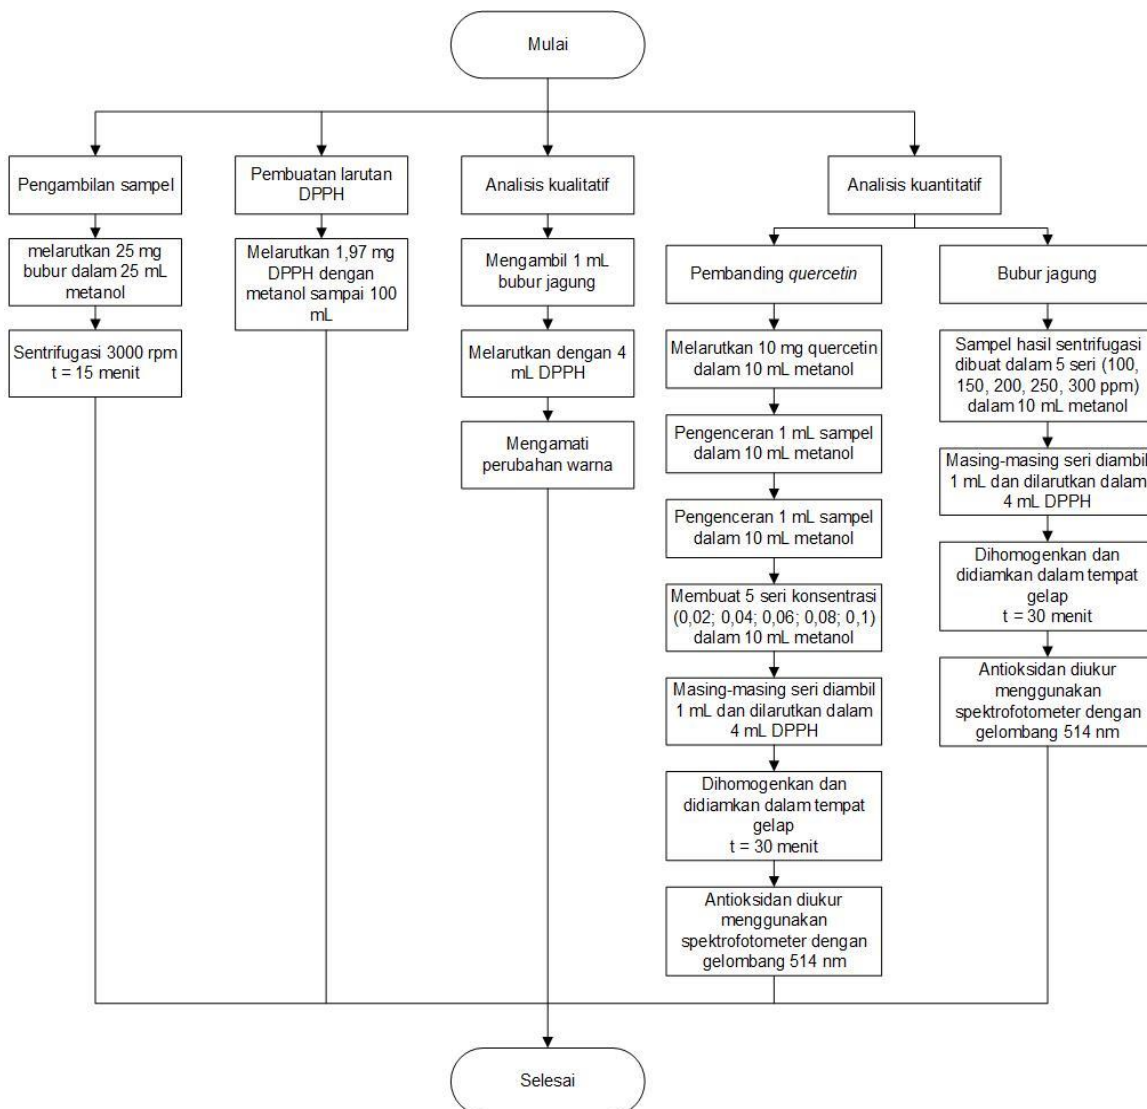 Mulai
Pengambilan sampel
melarutkan 25 mg
bubur dalam 25 mL
metanol
Sentrifugasi 3000 rpm
t = 15 menit
Pembuatan larutan
DPPH
Melarutkan 1,97 mg
DPPH dengan
metanol sampai 100
mL
Analisis kualitatif
Mengambil 1 mL
bubur jagung
Melarutkan dengan 4
mL DPPH
Mengamati
perubahan warna
Analisis kuantitatif
Pembanding quercetin
Melarutkan 10 mg quercetin
dalam 10 mL metanol
Pengenceran 1 mL sampel
dalam 10 mL metanol
Pengenceran 1 mL sampel
dalam 10 mL metanol
Membuat 5 seri konsentrasi
(0,02; 0,04; 0,06; 0,08; 0,1)
dalam 10 mL metanol
Masing-masing seri diambil
1 mL dan dilarutkan dalam
4 mL DPPH
Dihomogenkan dan
didiamkan dalam tempat
gelap
t = 30 menit
Antioksidan diukur
menggunakan
spektrofotometer dengan
gelombang 514 nm
Bubur jagung
Sampel hasil sentrifugasi
dibuat dalam 5 seri (100,
150, 200, 250, 300 ppm)
dalam 10 mL metanol
Masing-masing seri diambil
1 mL dan dilarutkan dalam
4 mL DPPH
Dihomogenkan dan
didiamkan dalam tempat
gelap
t = 30 menit
Antioksidan diukur
menggunakan
spektrofotometer dengan
gelombang 514 nm
Selesai